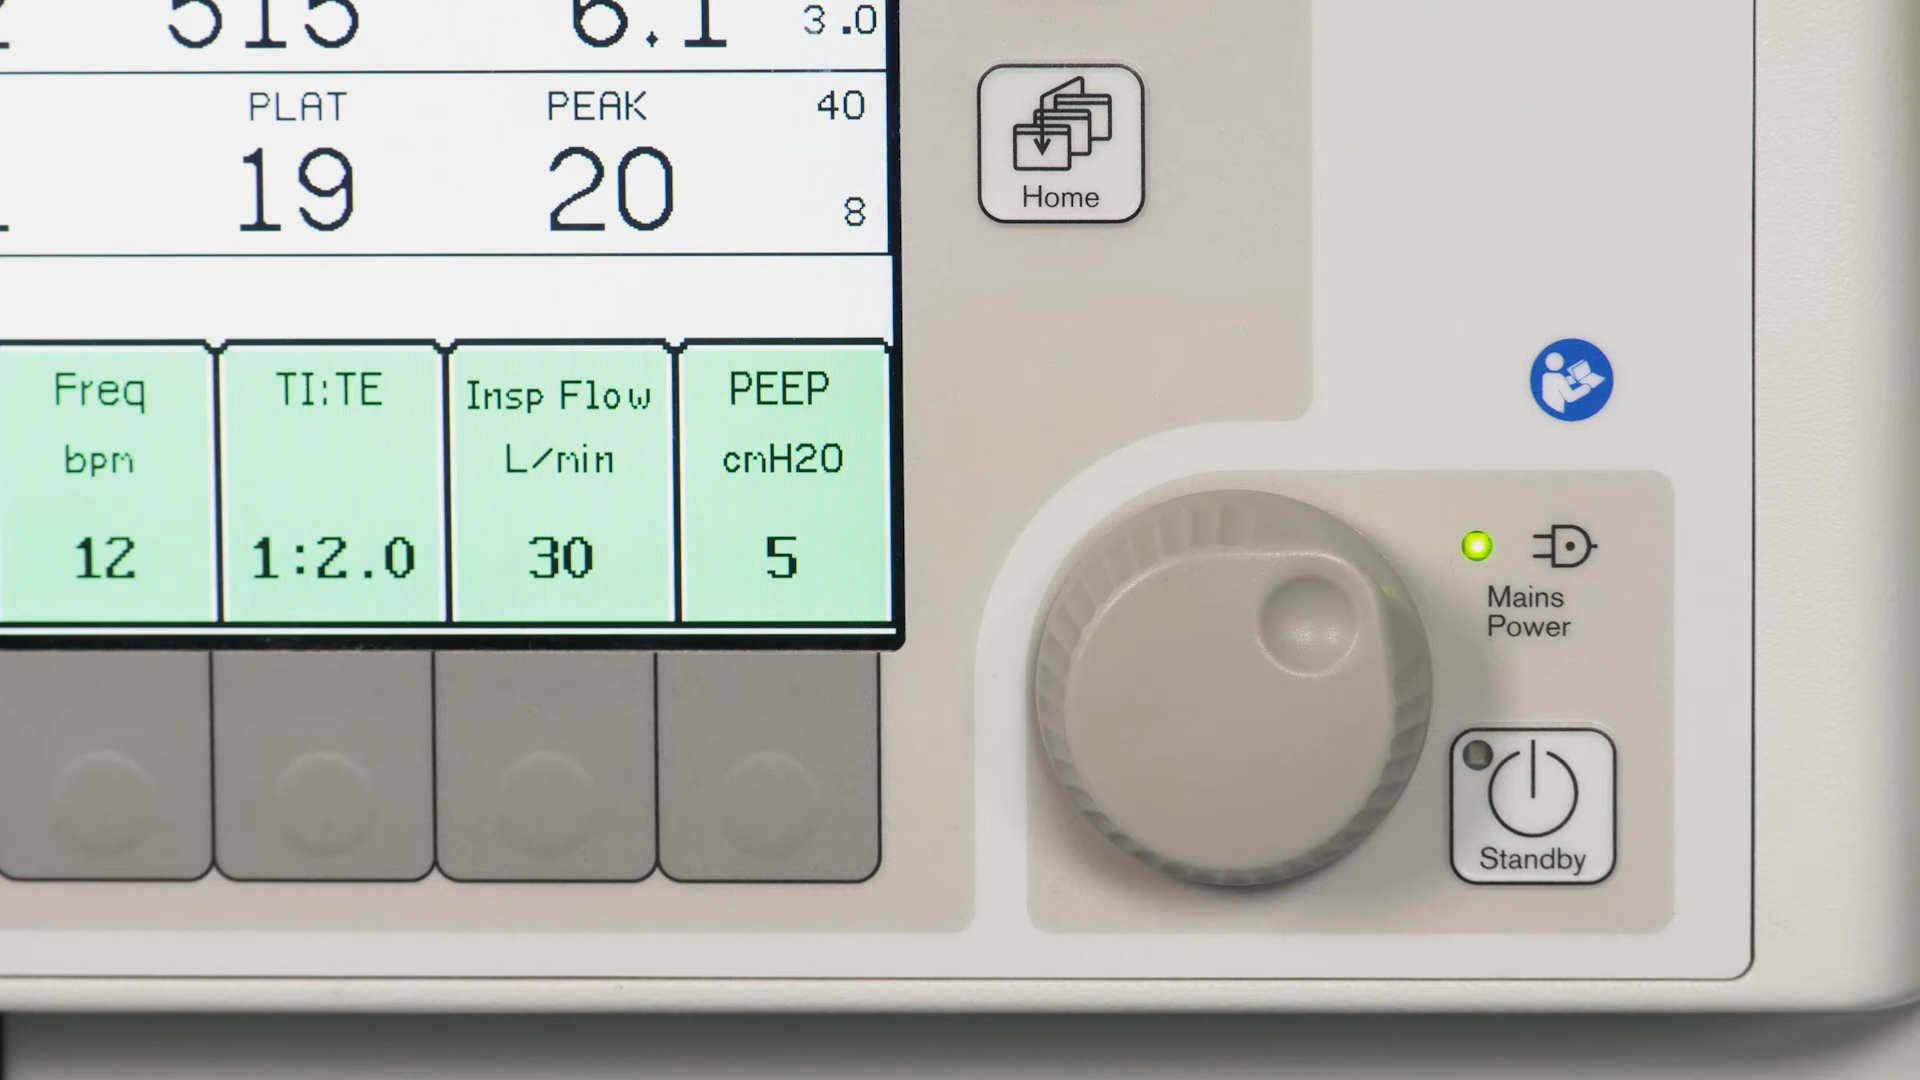 515 6.1 3.0
PLAT PEAK 40
19 20 8
Home
Freq TI:TE Insp Flow PEEP
bpm L/min cmH2O
12 1:2.0 30 5
Mains
Power
Standby